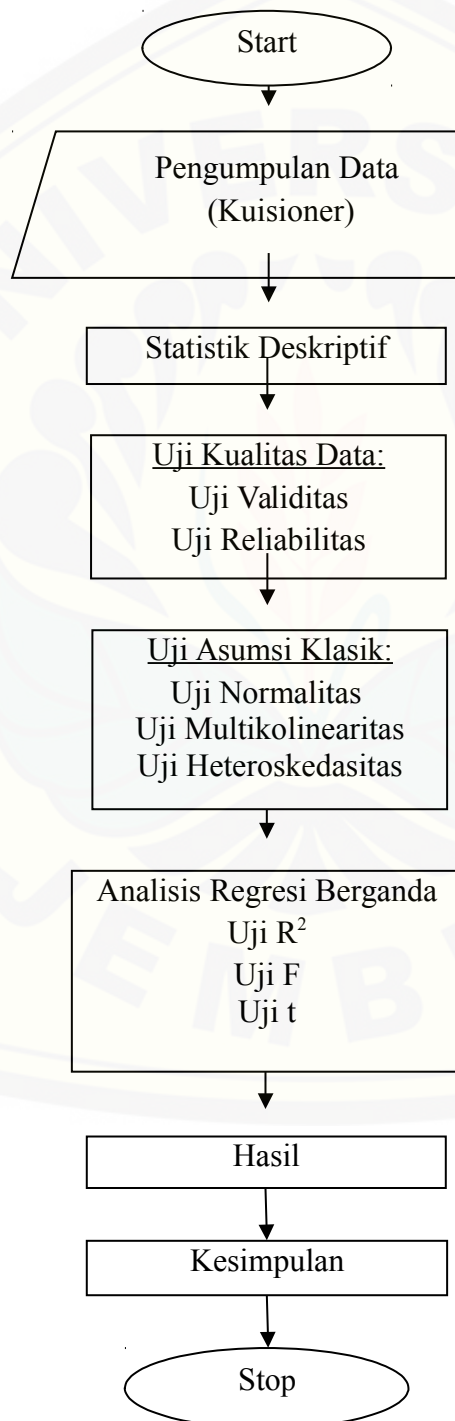 Start
Pengumpulan Data
(Kuisioner)
Statistik Deskriptif
Uji Kualitas Data:
Uji Validitas
Uji Reliabilitas
Uji Asumsi Klasik:
Uji Normalitas
Uji Multikolinearitas
Uji Heteroskedasitas
Analisis Regresi Berganda
Uji R²
Uji F
Uji t
Hasil
Kesimpulan
Stop